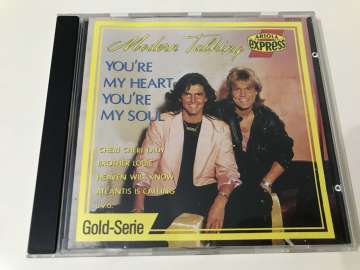 Modern Talking
ARIOLA
express
YOU'RE
MY HEART
YOU'RE
MY SOUL
CHERI CHERI LADY
BROTHER LOUIE
HEAVEN WILL KNOW
ATLANTIS IS CALLING
u.v.a.
Gold-Serie